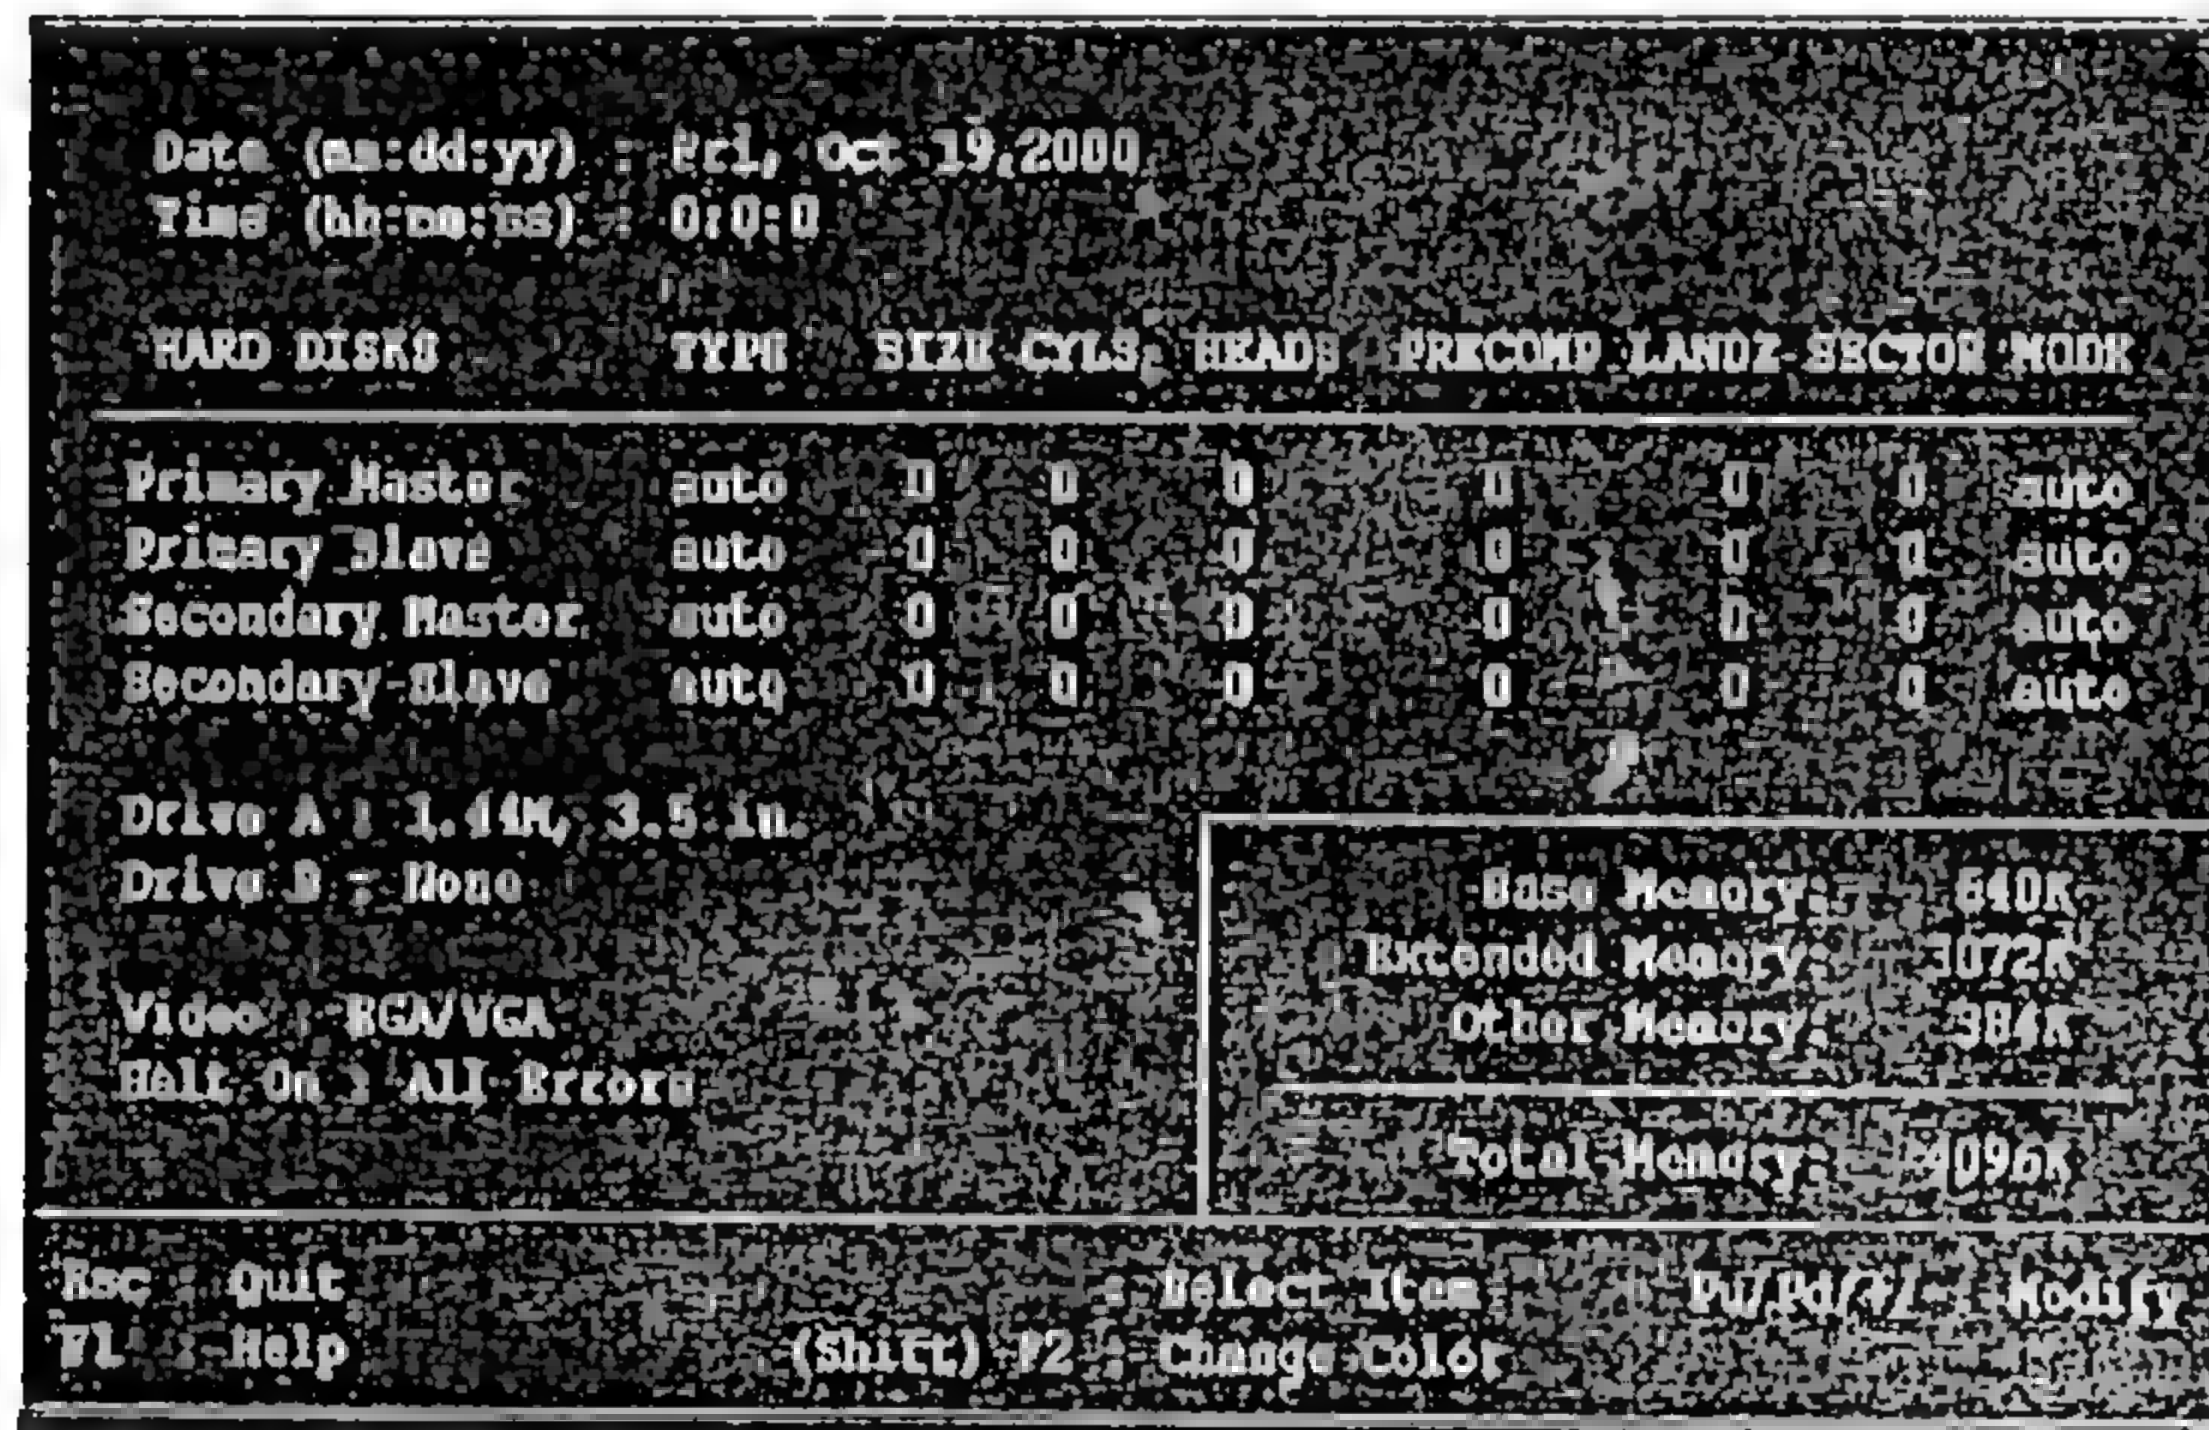 Date (mm:dd:yy) : Fri, Oct 19,2000
Time (hh:mm:ss) : 0:0:0
HARD DISKS TYPE SIZE CYLS. HEADS PRECOMP LANDZ SECTOR MODE
Primary Master auto 0 0 0 0 0 0 auto
Primary Slave auto 0 0 0 0 0 0 auto
Secondary Master auto 0 0 0 0 0 0 auto
Secondary Slave auto 0 0 0 0 0 0 auto
Drive A : 1.44M, 3.5 in.
Drive B : None
Base Memory: 640K
Extended Memory: 3072K
Other Memory: 384K
Video : EGA/VGA
Halt On : All Errors
Total Memory: 4096K
Esc : Quit : Select Item Pu/Pd/+/- : Modify
F1 : Help (Shift) F2 : Change Color